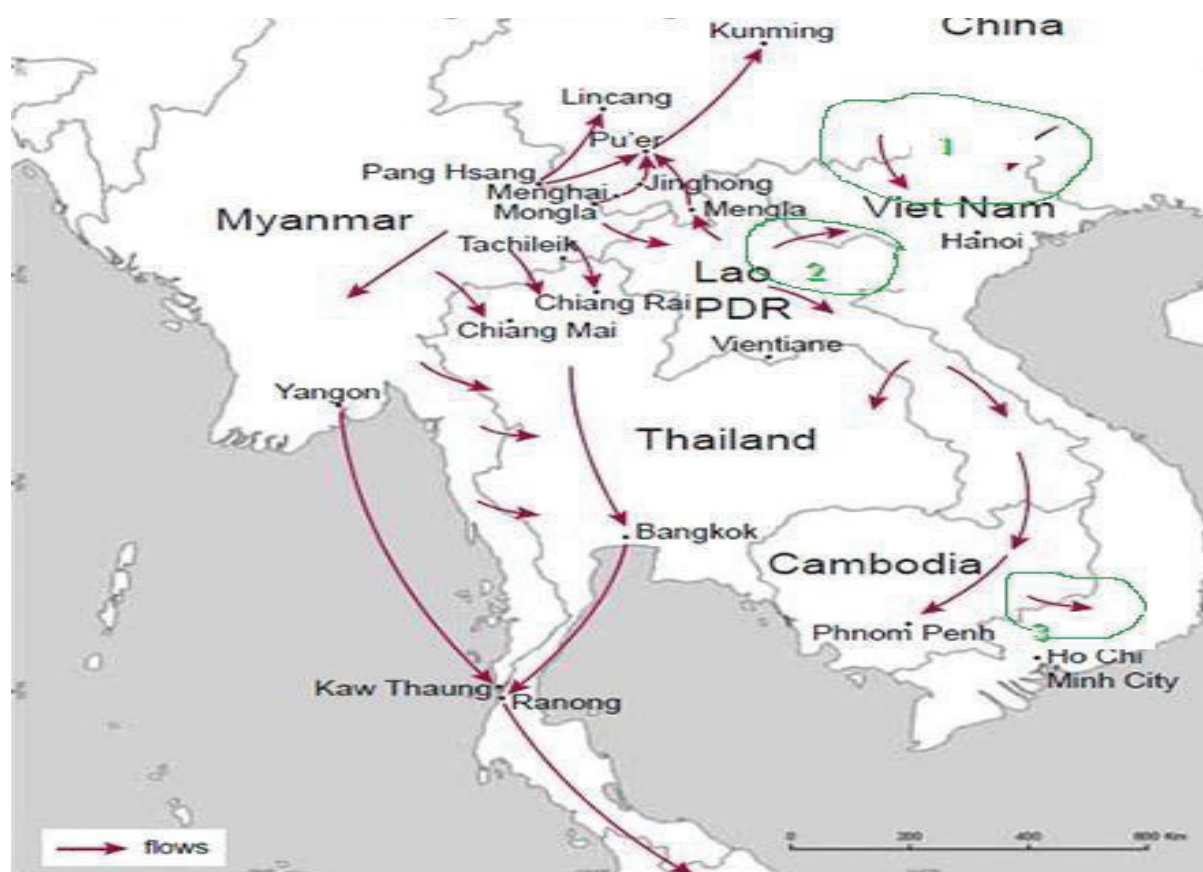 China
Kunming
Lincang
Pu'er
1
Pang Hsang
Menghai
Jinghong
Mongla
Mengla
Viet Nam
Myanmar
Hanoi
Tachileik
2
Lao
PDR
Chiang Rai
Chiang Mai
Vientiane
Yangon
Thailand
Bangkok
Cambodia
Phnom Penh
3
Ho Chi
Minh City
Kaw Thaung
Ranong
flows
0 200 400 600 Km